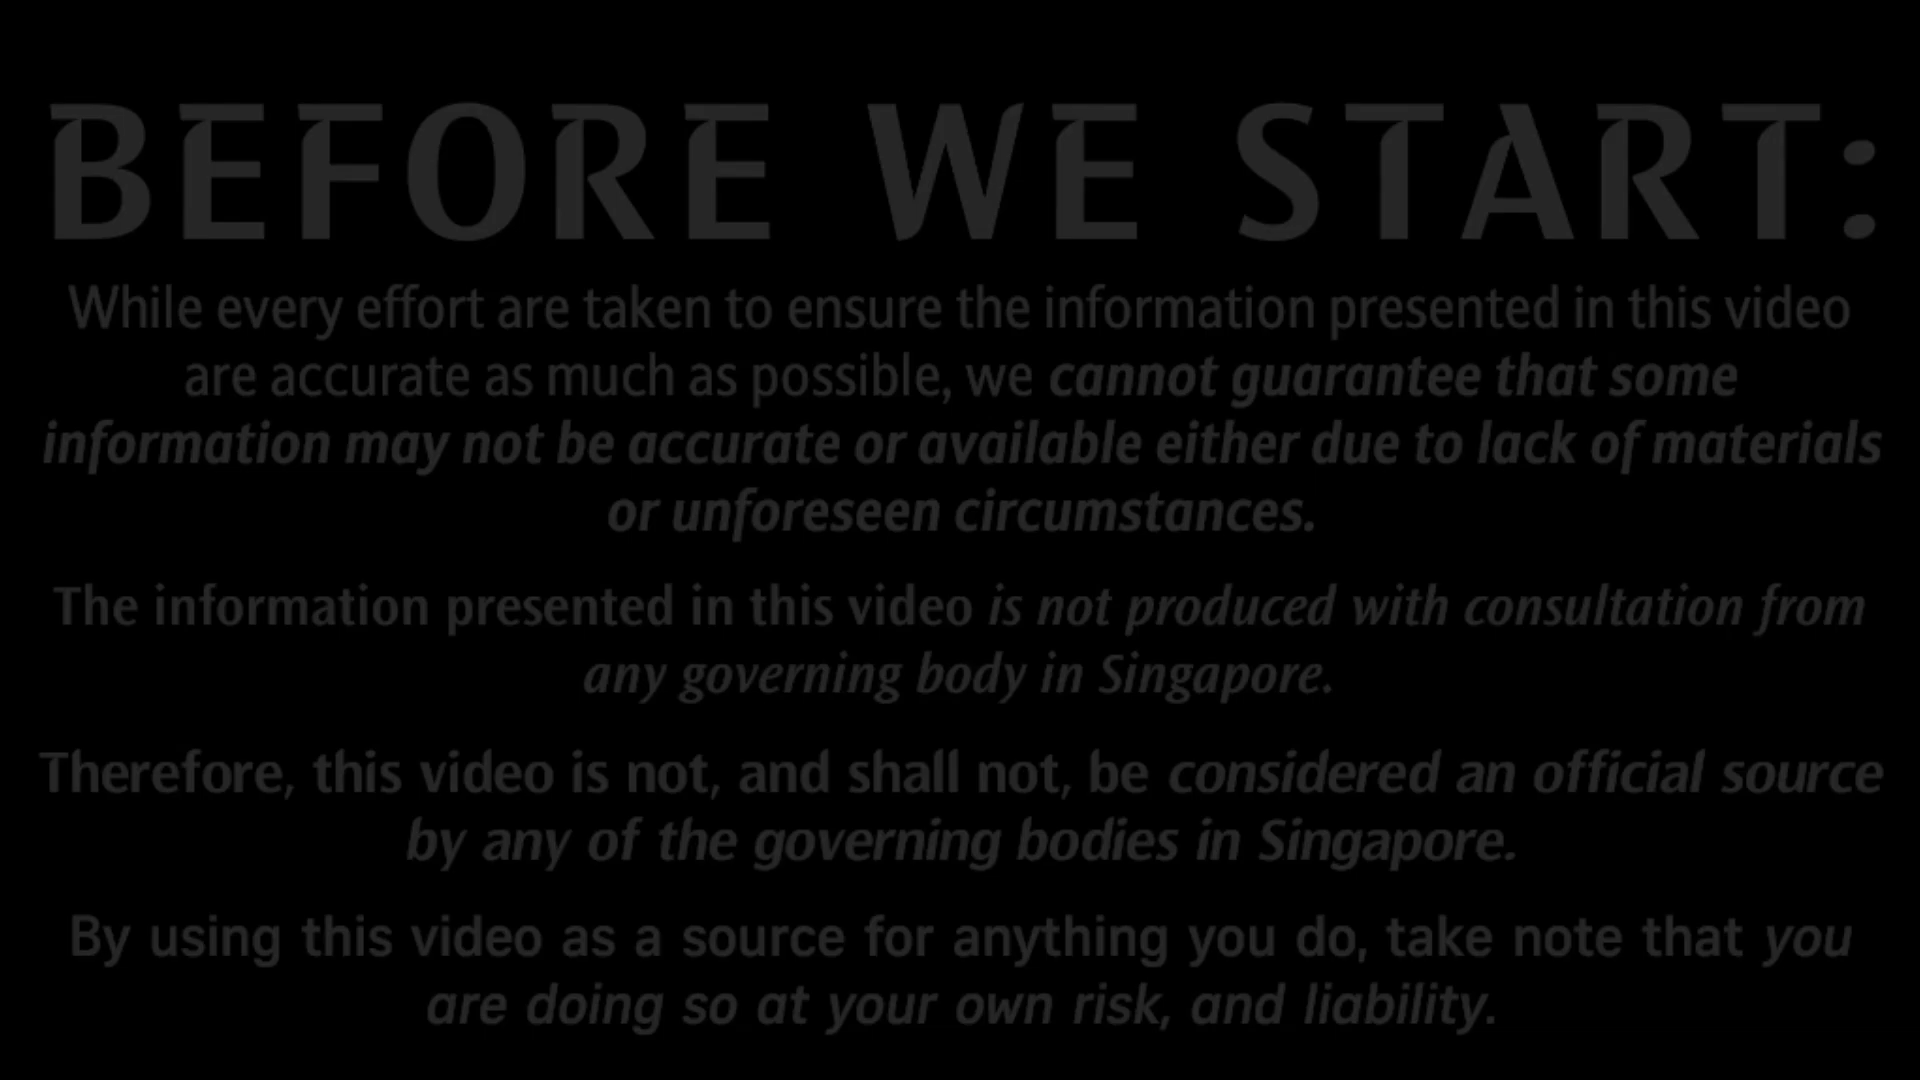 BEFORE WE START:
While every effort are taken to ensure the information presented in this video
are accurate as much as possible, we cannot guarantee that some
information may not be accurate or available either due to lack of materials
or unforeseen circumstances.
The information presented in this video is not produced with consultation from
any governing body in Singapore.
Therefore, this video is not, and shall not, be considered an official source
by any of the governing bodies in Singapore.
By using this video as a source for anything you do, take note that you
are doing so at your own risk, and liability.